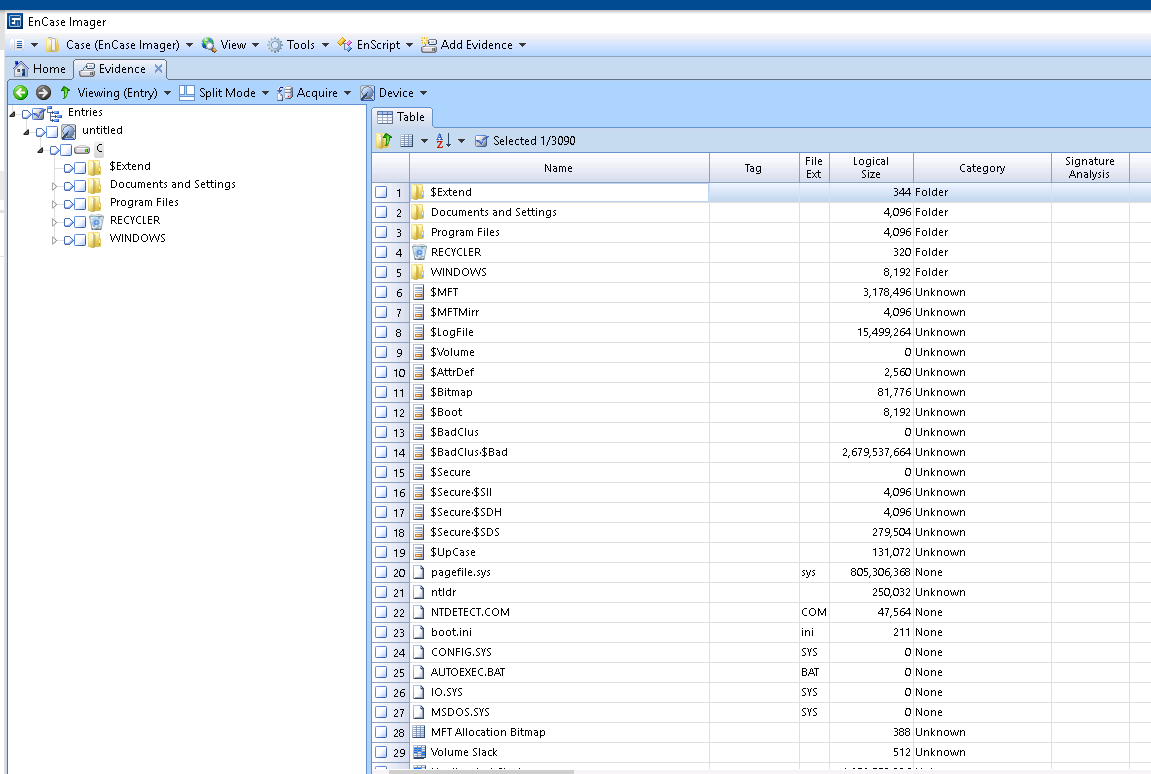 EnCase Imager
Case (EnCase Imager) View Tools EnScript Add Evidence
Home Evidence
Viewing (Entry) Split Mode Acquire Device
Entries
untitled
C
$Extend
Documents and Settings
Program Files
RECYCLER
WINDOWS
Table
Selected 1/3090
Name Tag File Ext Logical Size Category Signature Analysis
1 $Extend 344 Folder
2 Documents and Settings 4,096 Folder
3 Program Files 4,096 Folder
4 RECYCLER 320 Folder
5 WINDOWS 8,192 Folder
6 $MFT 3,178,496 Unknown
7 $MFTMirr 4,096 Unknown
8 $LogFile 15,499,264 Unknown
9 $Volume 0 Unknown
10 $AttrDef 2,560 Unknown
11 $Bitmap 81,776 Unknown
12 $Boot 8,192 Unknown
13 $BadClus 0 Unknown
14 $BadClus·$Bad 2,679,537,664 Unknown
15 $Secure 0 Unknown
16 $Secure·$SII 4,096 Unknown
17 $Secure·$SDH 4,096 Unknown
18 $Secure·$SDS 279,504 Unknown
19 $UpCase 131,072 Unknown
20 pagefile.sys sys 805,306,368 None
21 ntldr 250,032 Unknown
22 NTDETECT.COM COM 47,564 None
23 boot.ini ini 211 None
24 CONFIG.SYS SYS 0 None
25 AUTOEXEC.BAT BAT 0 None
26 IO.SYS SYS 0 None
27 MSDOS.SYS SYS 0 None
28 MFT Allocation Bitmap 388 Unknown
29 Volume Slack 512 Unknown